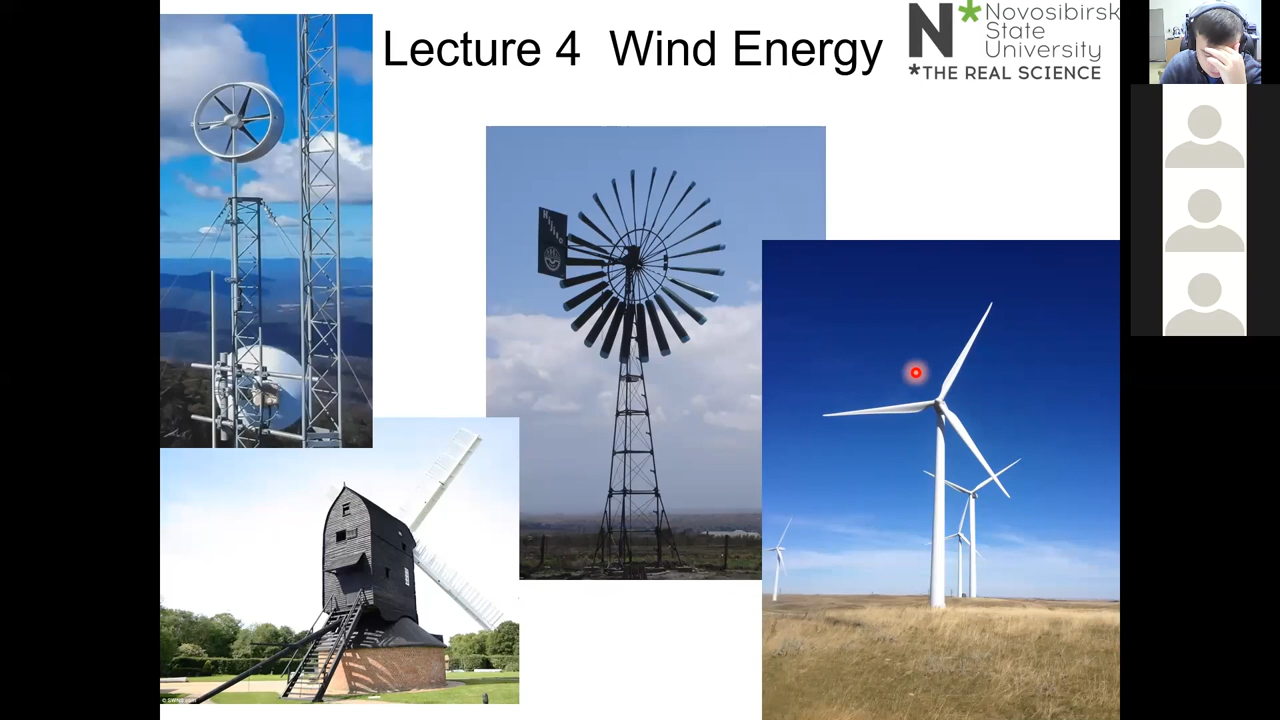 Lecture 4 Wind Energy
N*
Novosibirsk
State
University
*THE REAL SCIENCE